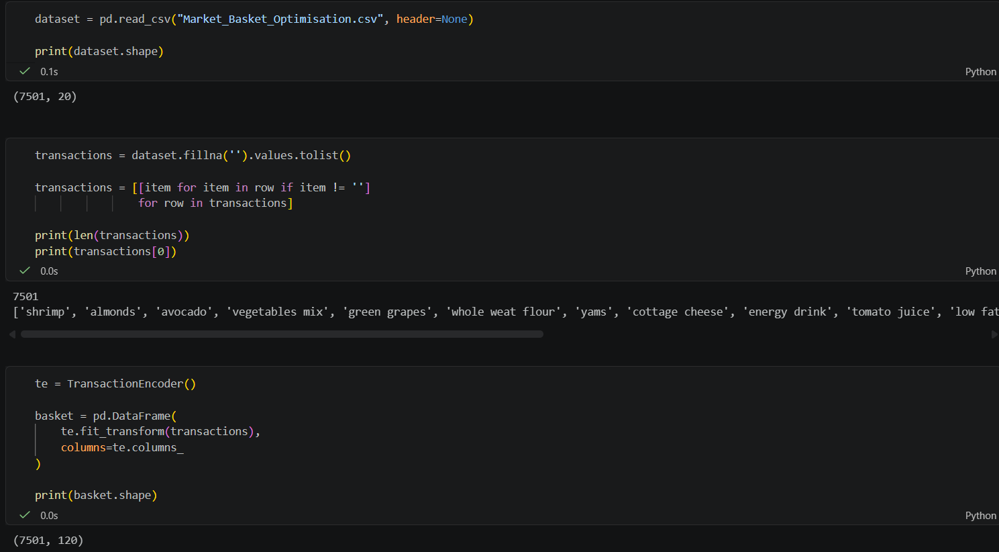 dataset = pd.read_csv("Market_Basket_Optimisation.csv", header=None)
print(dataset.shape)
0.1s
Python
(7501, 20)
transactions = dataset.fillna('').values.tolist()
transactions = [[item for item in row if item != '']
for row in transactions]
print(len(transactions))
print(transactions[0])
0.0s
Python
7501
['shrimp', 'almonds', 'avocado', 'vegetables mix', 'green grapes', 'whole weat flour', 'yams', 'cottage cheese', 'energy drink', 'tomato juice', 'low fat
te = TransactionEncoder()
basket = pd.DataFrame(
te.fit_transform(transactions),
columns=te.columns_
)
print(basket.shape)
0.0s
Python
(7501, 120)